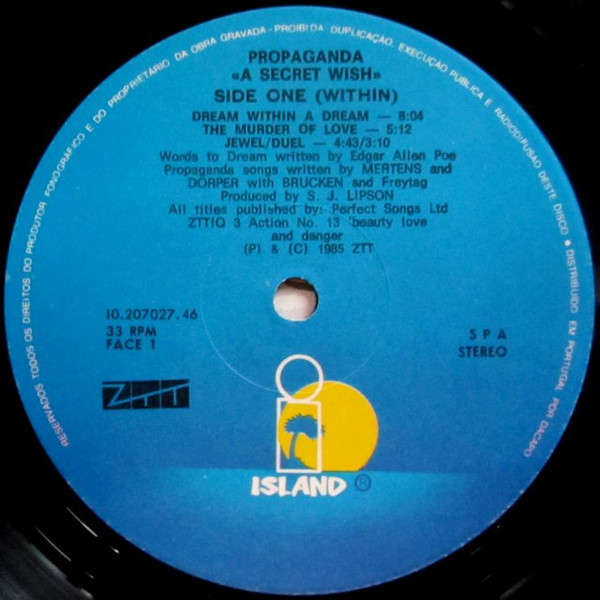 RESERVADOS TODOS OS DIREITOS DO PRODUTOR FONOGRAFICO E DO PROPRIETÁRIO DA OBRA GRAVADA - PROIBIDA DUPLICAÇÃO, EXECUÇÃO PUBLICA E RADIODIFUSÃO DESTE DISCO • DISTRIBUIDO EM PORTUGAL POR DACAPO
PROPAGANDA
«A SECRET WISH»
SIDE ONE (WITHIN)
DREAM WITHIN A DREAM — 8:04
THE MURDER OF LOVE — 5:12
JEWEL/DUEL — 4:43/3:10
Words to Dream written by Edgar Allen Poe
Propaganda songs written by MERTENS and
DORPER with BRUCKEN and Freytag
Produced by S. J. LIPSON
All titles published by: Perfect Songs Ltd
ZTTIQ 3 Action No. 13 'beauty love
and danger
(P) & (C) 1985 ZTT
10.207027.46
33 RPM
FACE 1
S P A
STEREO
ZTT
ISLAND ®